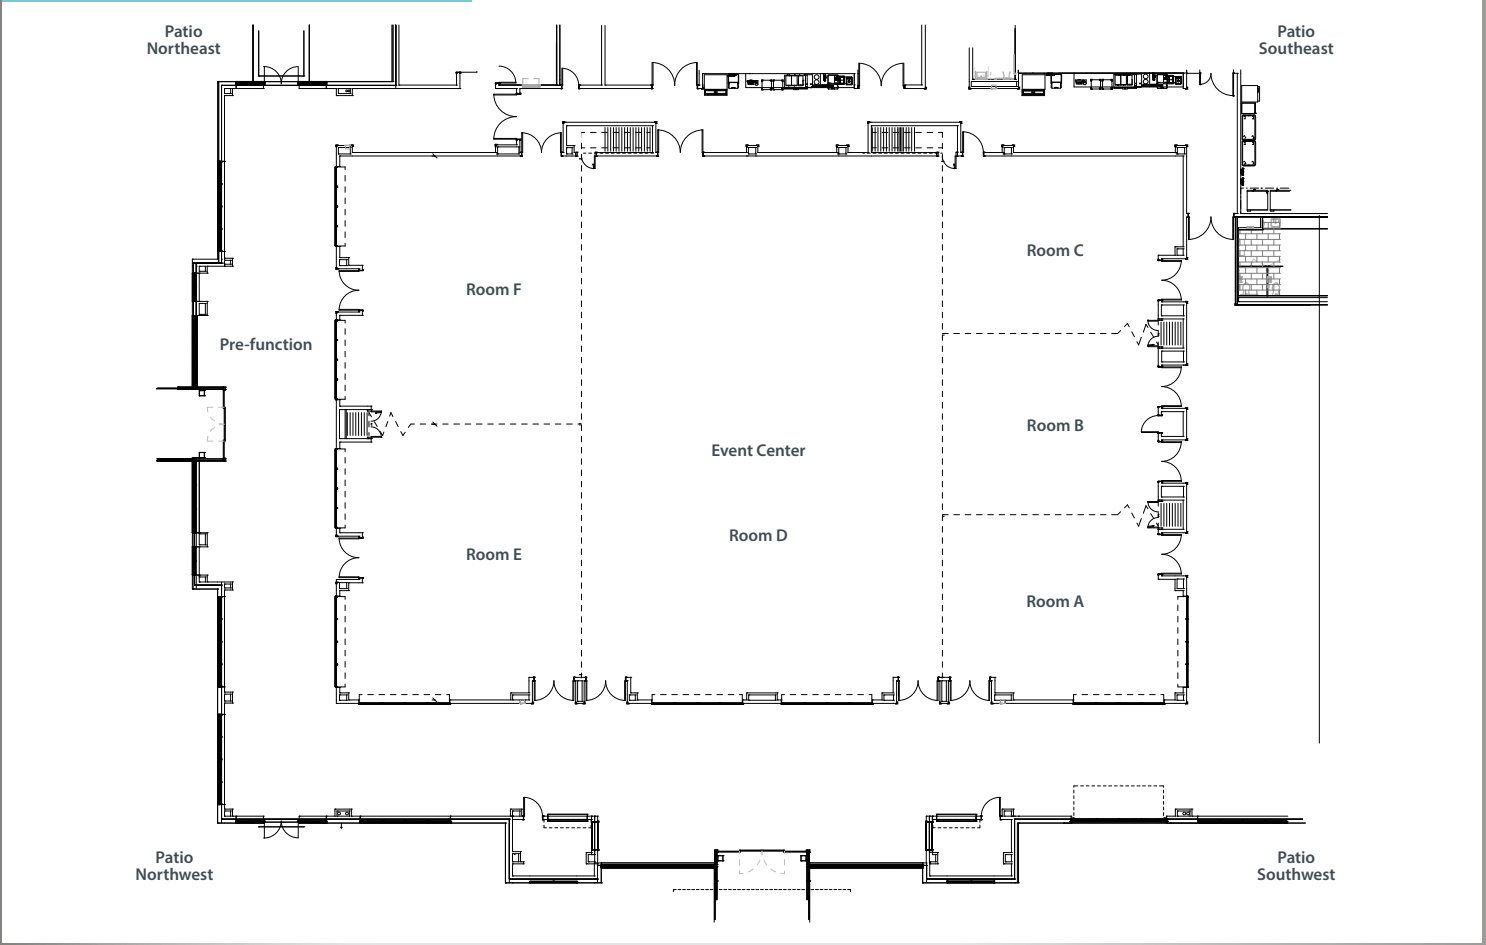 Patio
Northeast
Patio
Southeast
Room C
Room F
Pre-function
Room B
Event Center
Room D
Room E
Room A
Patio
Northwest
Patio
Southwest